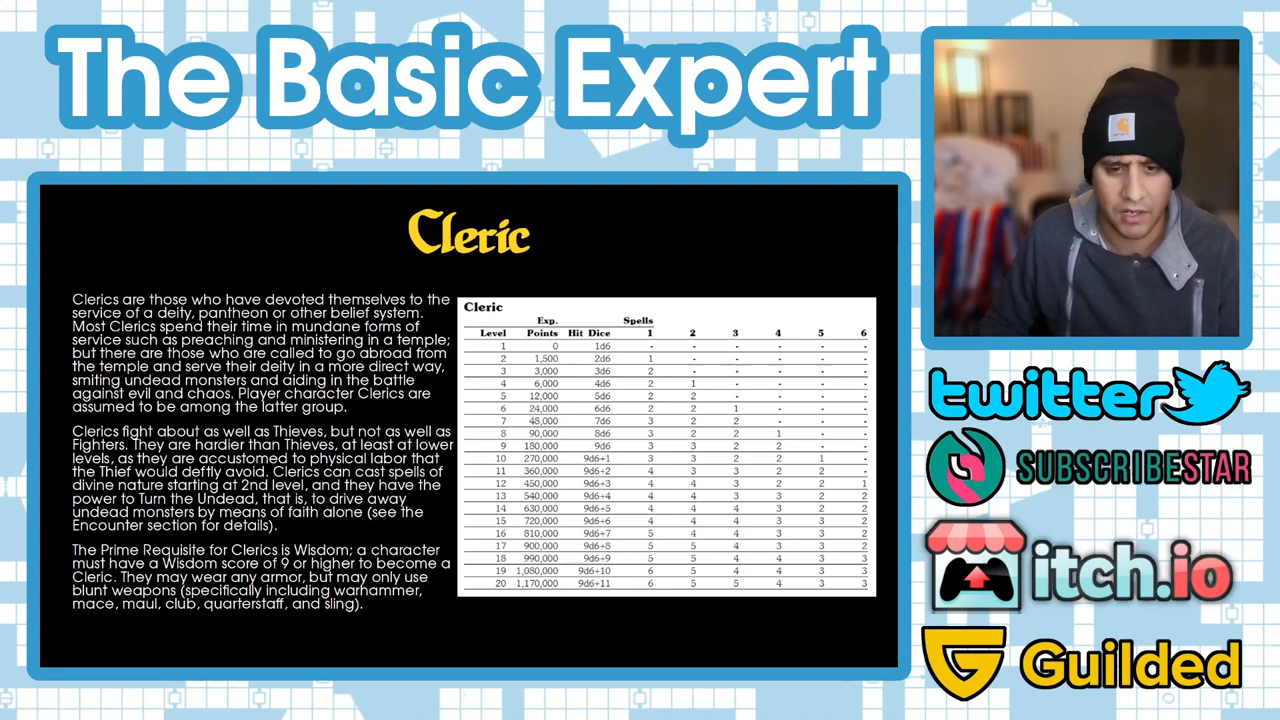 The Basic Expert
Cleric
Clerics are those who have devoted themselves to the
service of a deity, pantheon or other belief system.
Most Clerics spend their time in mundane forms of
service such as preaching and ministering in a temple;
but there are those who are called to go abroad from
the temple and serve their deity in a more direct way,
smiting undead monsters and aiding in the battle
against evil and chaos. Player character Clerics are
assumed to be among the latter group.
Clerics fight about as well as Thieves, but not as well as
Fighters. They are hardier than Thieves, at least at lower
levels, as they are accustomed to physical labor that
the Thief would deftly avoid. Clerics can cast spells of
divine nature starting at 2nd level, and they have the
power to Turn the Undead, that is, to drive away
undead monsters by means of faith alone (see the
Encounter section for details).
The Prime Requisite for Clerics is Wisdom; a character
must have a Wisdom score of 9 or higher to become a
Cleric. They may wear any armor, but may only use
blunt weapons (specifically including warhammer,
mace, maul, club, quarterstaff, and sling).
Cleric
Exp. Spells
Level Points Hit Dice 1 2 3 4 5 6
1 0 1d6 - - - - - -
2 1,500 2d6 1 - - - - -
3 3,000 3d6 2 - - - - -
4 6,000 4d6 2 1 - - - -
5 12,000 5d6 2 2 - - - -
6 24,000 6d6 2 2 1 - - -
7 48,000 7d6 3 2 2 - - -
8 90,000 8d6 3 2 2 1 - -
9 180,000 9d6 3 3 2 2 - -
10 270,000 9d6+1 3 3 2 2 1 -
11 360,000 9d6+2 4 3 3 2 2 -
12 450,000 9d6+3 4 4 3 2 2 1
13 540,000 9d6+4 4 4 3 3 2 2
14 630,000 9d6+5 4 4 4 3 2 2
15 720,000 9d6+6 4 4 4 3 3 2
16 810,000 9d6+7 5 4 4 3 3 2
17 900,000 9d6+8 5 5 4 3 3 2
18 990,000 9d6+9 5 5 4 4 3 3
19 1,080,000 9d6+10 6 5 4 4 3 3
20 1,170,000 9d6+11 6 5 5 4 3 3
twitter
SUBSCRIBESTAR
itch.io
Guilded